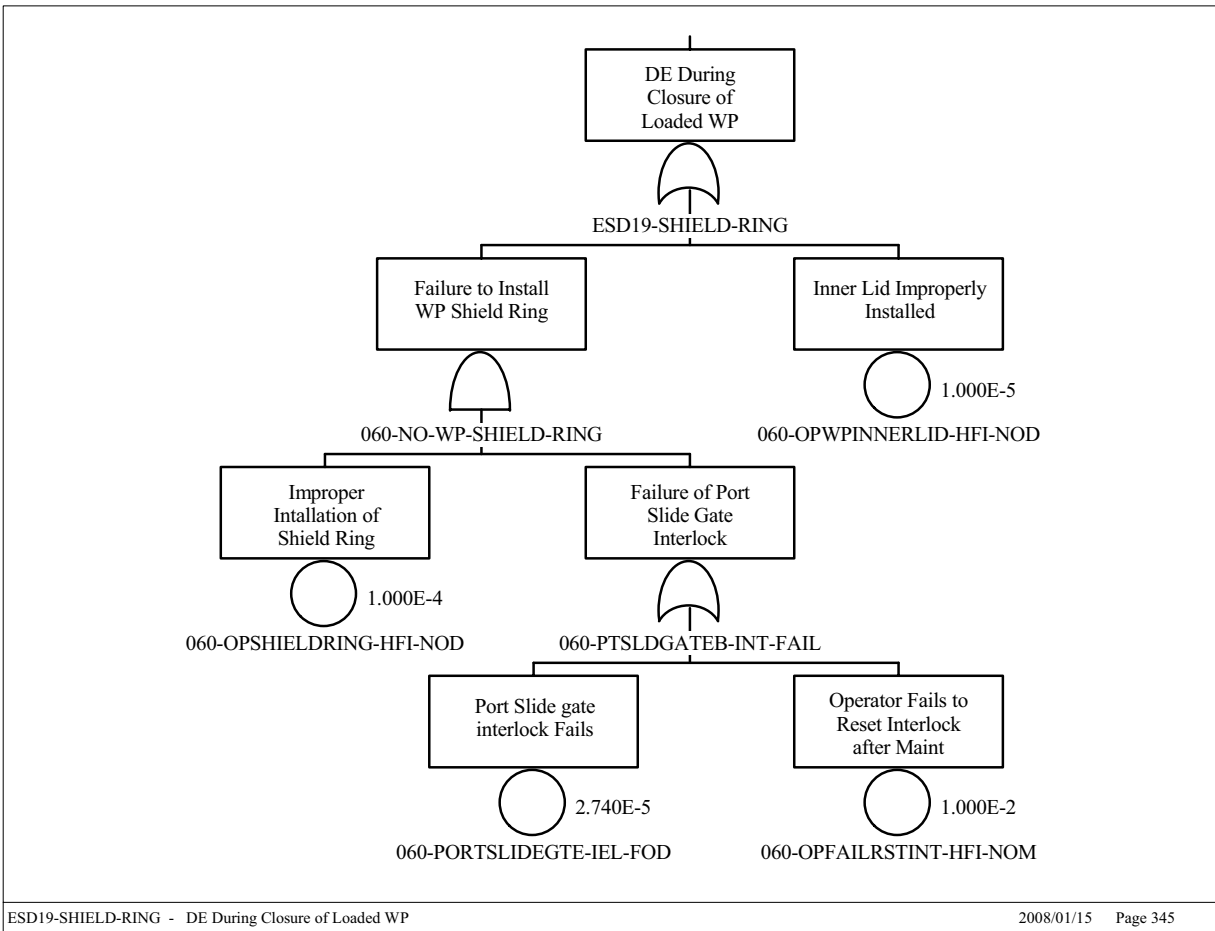 DE During
Closure of
Loaded WP
ESD19-SHIELD-RING
Failure to Install
WP Shield Ring
Inner Lid Improperly
Installed
1.000E-5
060-NO-WP-SHIELD-RING
060-OPWPINNERLID-HFI-NOD
Improper
Intallation of
Shield Ring
Failure of Port
Slide Gate
Interlock
1.000E-4
060-OPSHIELDRING-HFI-NOD
060-PTSLDGATEB-INT-FAIL
Port Slide gate
interlock Fails
Operator Fails to
Reset Interlock
after Maint
2.740E-5
1.000E-2
060-PORTSLIDEGTE-IEL-FOD
060-OPFAILRSTINT-HFI-NOM
ESD19-SHIELD-RING - DE During Closure of Loaded WP
2008/01/15 Page 345